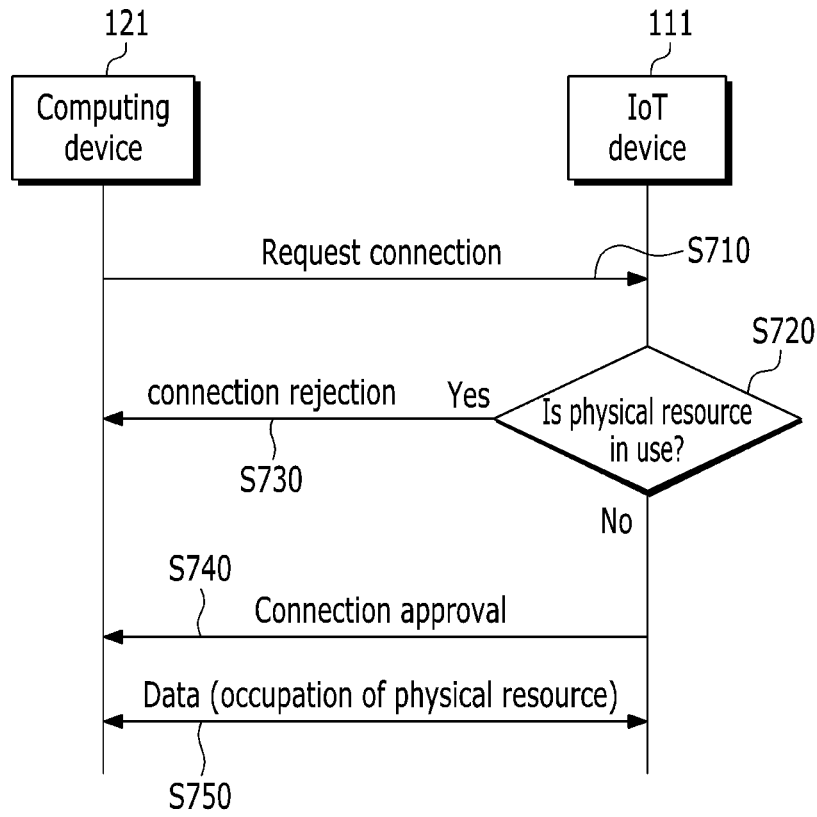 121
111
Computing
device
IoT
device
Request connection
S710
S720
connection rejection
Yes
Is physical resource
in use?
S730
No
S740
Connection approval
Data (occupation of physical resource)
S750